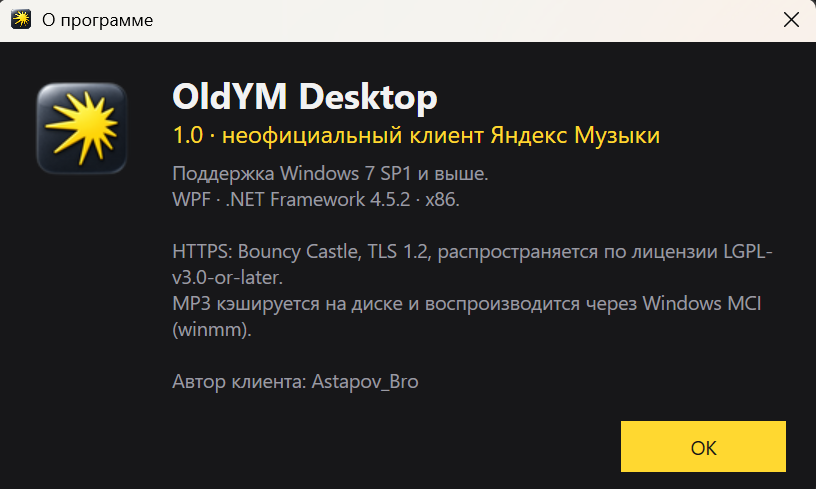 О программе
OldYM Desktop
1.0 · неофициальный клиент Яндекс Музыки
Поддержка Windows 7 SP1 и выше.
WPF · .NET Framework 4.5.2 · x86.
HTTPS: Bouncy Castle, TLS 1.2, распространяется по лицензии LGPL-
v3.0-or-later.
MP3 кэшируется на диске и воспроизводится через Windows MCI
(winmm).
Автор клиента: Astapov_Bro
ОК